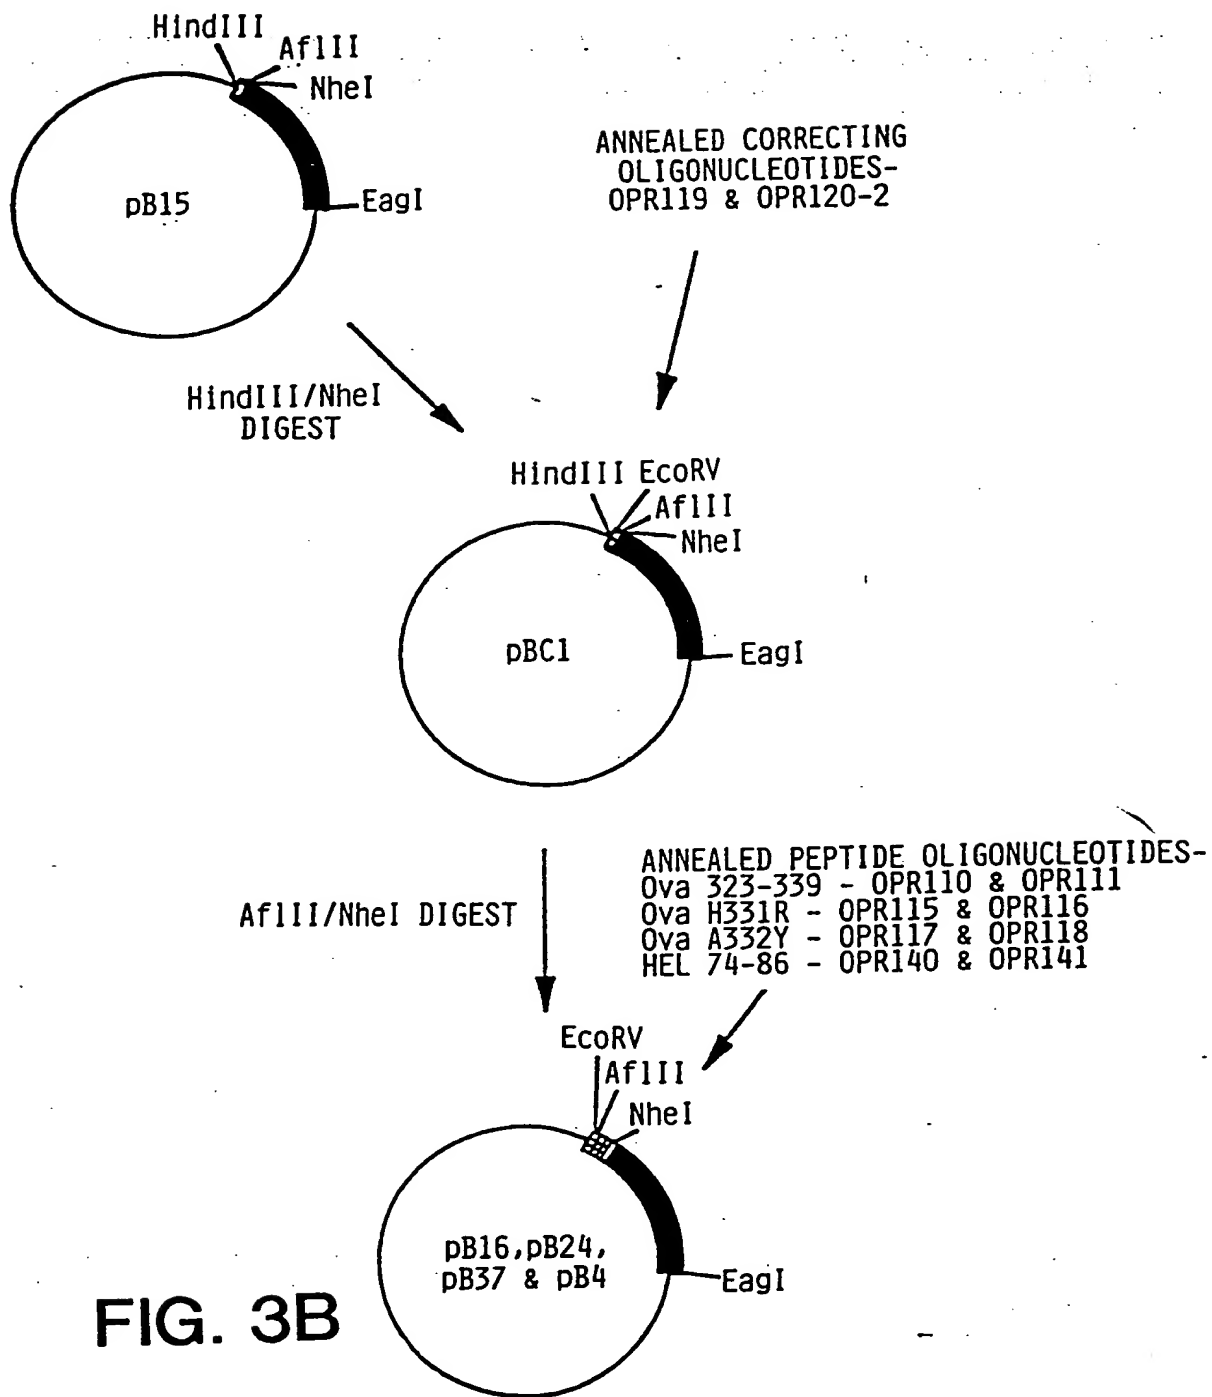 HindIII
AflII
NheI
pB15
EagI
ANNEALED CORRECTING
OLIGONUCLEOTIDES-
OPR119 & OPR120-2
HindIII/NheI
DIGEST
HindIII EcoRV
AflII
NheI
pBC1
EagI
AflII/NheI DIGEST
ANNEALED PEPTIDE OLIGONUCLEOTIDES-
Ova 323-339 - OPR110 & OPR111
Ova H331R - OPR115 & OPR116
Ova A332Y - OPR117 & OPR118
HEL 74-86 - OPR140 & OPR141
EcoRV
AflII
NheI
pB16,pB24,
pB37 & pB4
EagI
FIG. 3B